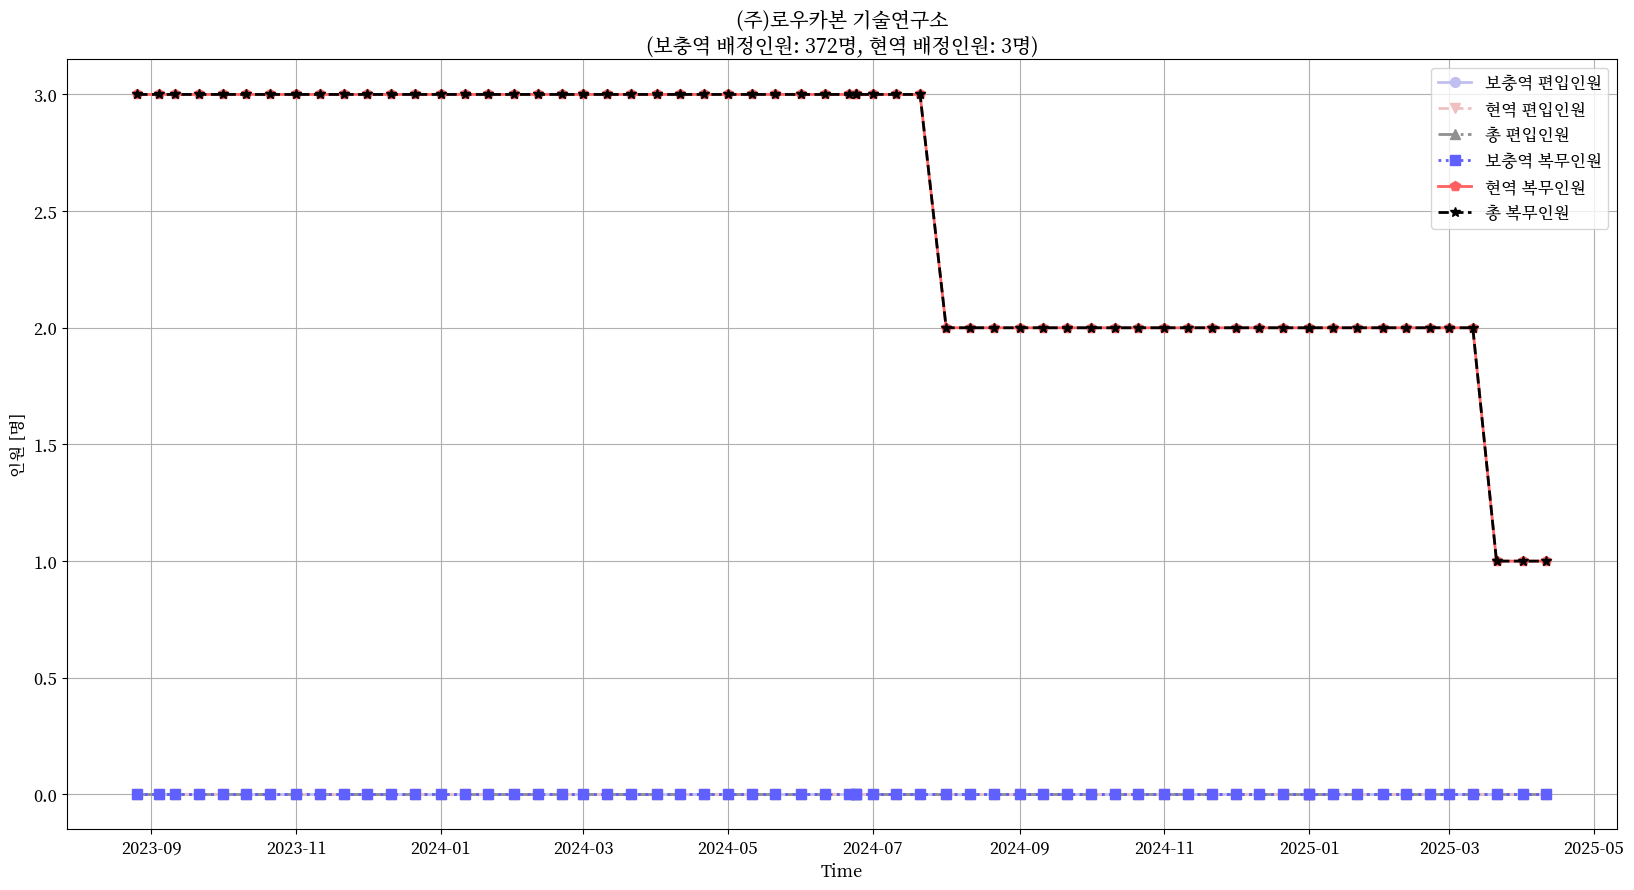 (주)로우카본 기술연구소
(보충역 배정인원: 372명, 현역 배정인원: 3명)
보충역 편입인원
현역 편입인원
총 편입인원
보충역 복무인원
현역 복무인원
총 복무인원
인원 [명]
3.0
2.5
2.0
1.5
1.0
0.5
0.0
2023-09
2023-11
2024-01
2024-03
2024-05
2024-07
2024-09
2024-11
2025-01
2025-03
2025-05
Time